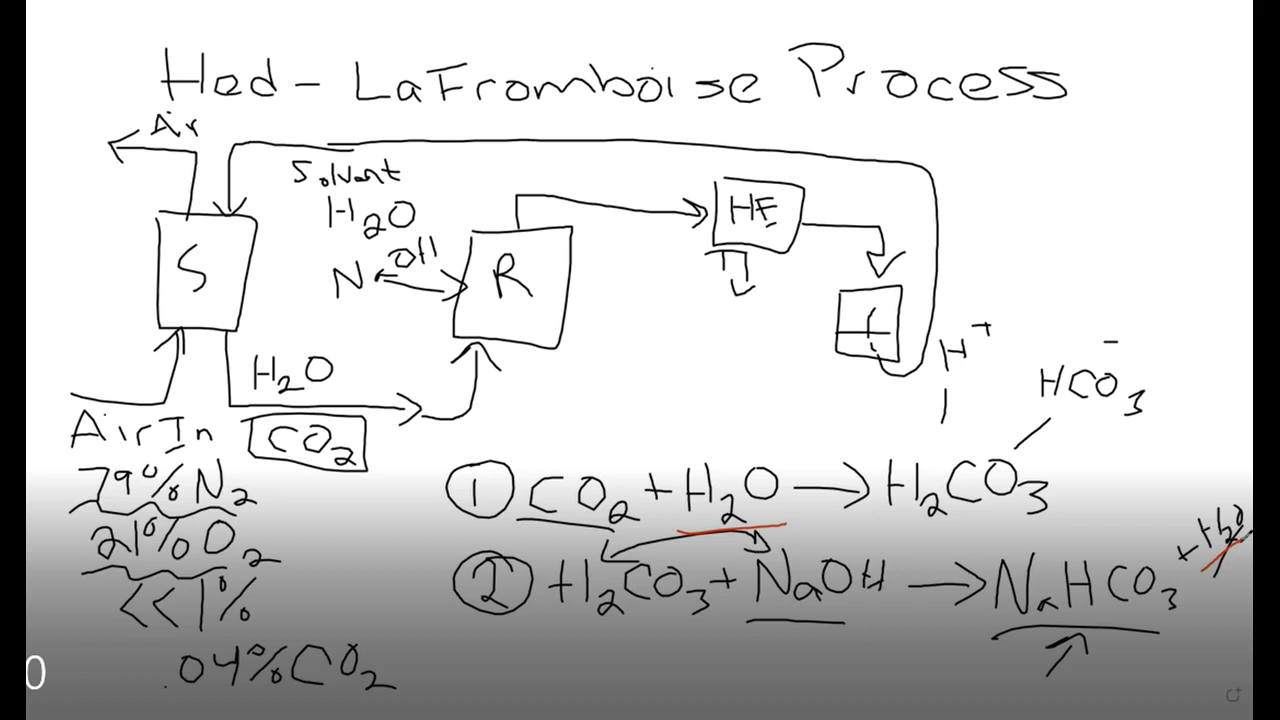 Hed-LaFromboise Process
Air
Solvent
H2O
NaOH
S
R
HE
H2O
CO2
Air In
79% N2
21% O2
<<1%
.04% CO2
H+
HCO3-
① CO2 + H2O → H2CO3
② H2CO3 + NaOH → NaHCO3 + H2O
0